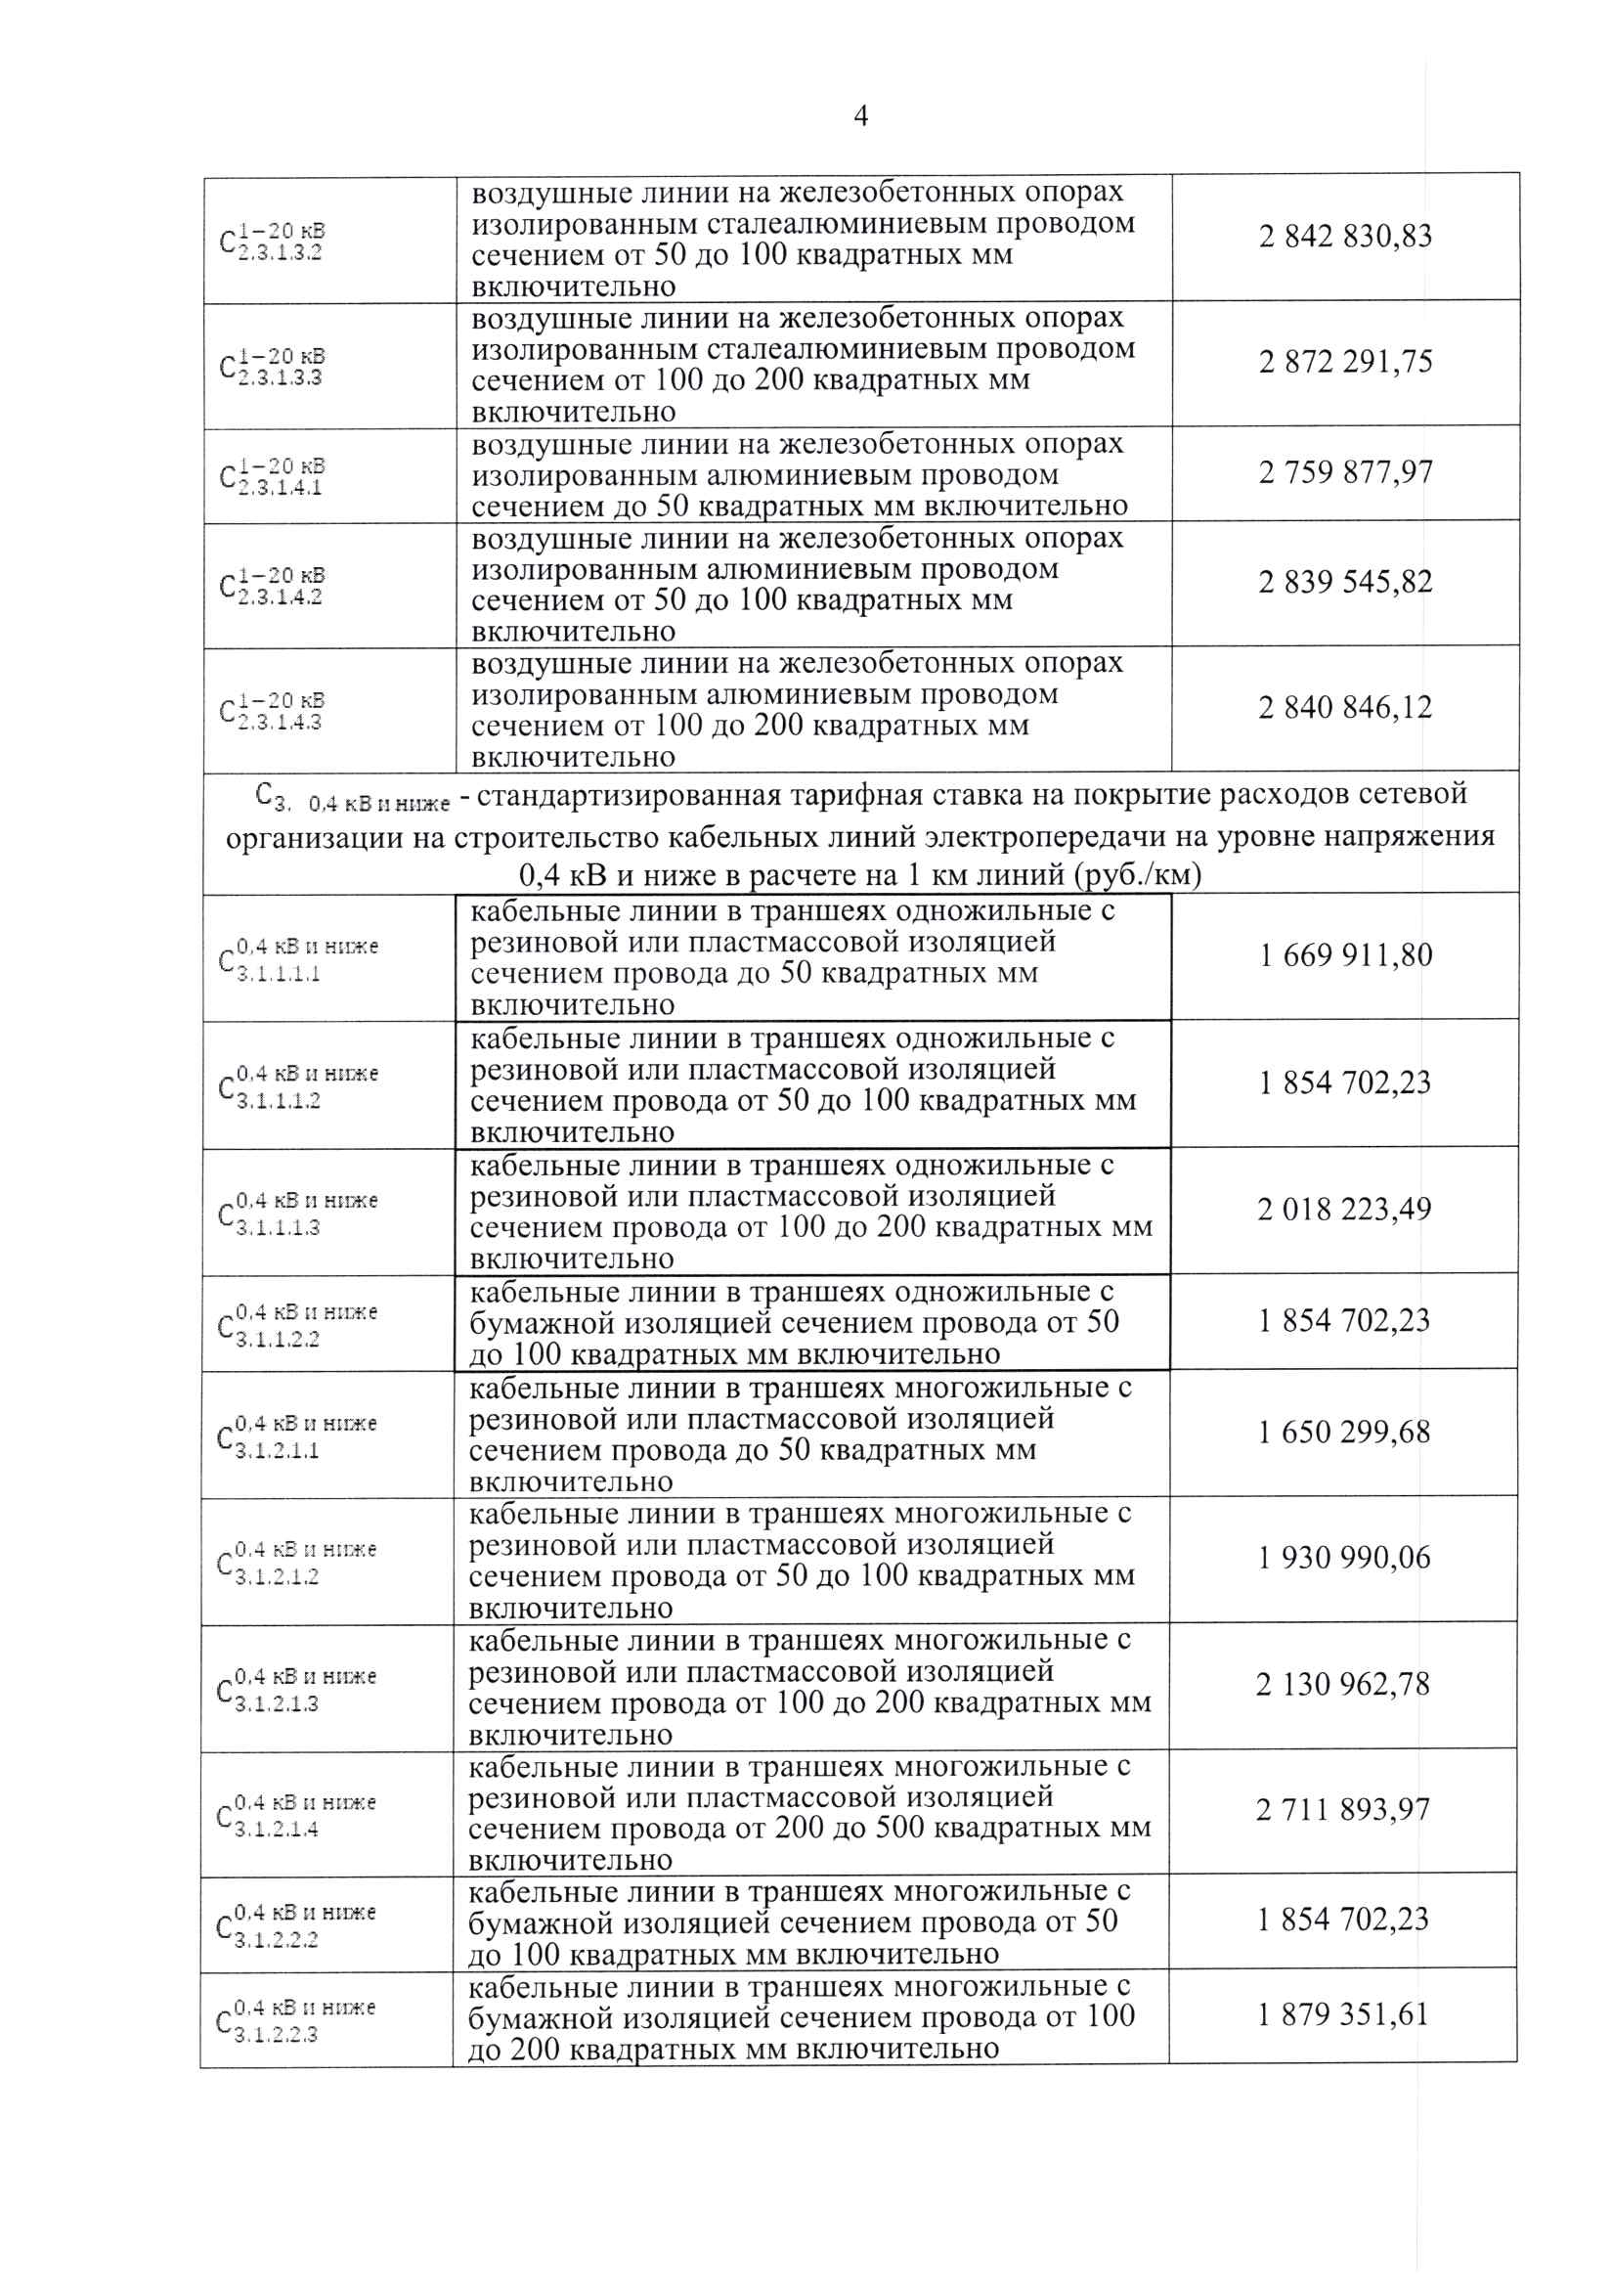 4
С 1–20 кВ 2.3.1.3.2
воздушные линии на железобетонных опорах
изолированным сталеалюминиевым проводом
сечением от 50 до 100 квадратных мм
включительно
2 842 830,83
С 1–20 кВ 2.3.1.3.3
воздушные линии на железобетонных опорах
изолированным сталеалюминиевым проводом
сечением от 100 до 200 квадратных мм
включительно
2 872 291,75
С 1–20 кВ 2.3.1.4.1
воздушные линии на железобетонных опорах
изолированным алюминиевым проводом
сечением до 50 квадратных мм включительно
2 759 877,97
С 1–20 кВ 2.3.1.4.2
воздушные линии на железобетонных опорах
изолированным алюминиевым проводом
сечением от 50 до 100 квадратных мм
включительно
2 839 545,82
С 1–20 кВ 2.3.1.4.3
воздушные линии на железобетонных опорах
изолированным алюминиевым проводом
сечением от 100 до 200 квадратных мм
включительно
2 840 846,12
С3. 0,4 кВ и ниже - стандартизированная тарифная ставка на покрытие расходов сетевой
организации на строительство кабельных линий электропередачи на уровне напряжения
0,4 кВ и ниже в расчете на 1 км линий (руб./км)
С 0,4 кВ и ниже 3.1.1.1.1
кабельные линии в траншеях одножильные с
резиновой или пластмассовой изоляцией
сечением провода до 50 квадратных мм
включительно
1 669 911,80
С 0,4 кВ и ниже 3.1.1.1.2
кабельные линии в траншеях одножильные с
резиновой или пластмассовой изоляцией
сечением провода от 50 до 100 квадратных мм
включительно
1 854 702,23
С 0,4 кВ и ниже 3.1.1.1.3
кабельные линии в траншеях одножильные с
резиновой или пластмассовой изоляцией
сечением провода от 100 до 200 квадратных мм
включительно
2 018 223,49
С 0,4 кВ и ниже 3.1.1.2.2
кабельные линии в траншеях одножильные с
бумажной изоляцией сечением провода от 50
до 100 квадратных мм включительно
1 854 702,23
С 0,4 кВ и ниже 3.1.2.1.1
кабельные линии в траншеях многожильные с
резиновой или пластмассовой изоляцией
сечением провода до 50 квадратных мм
включительно
1 650 299,68
С 0,4 кВ и ниже 3.1.2.1.2
кабельные линии в траншеях многожильные с
резиновой или пластмассовой изоляцией
сечением провода от 50 до 100 квадратных мм
включительно
1 930 990,06
С 0,4 кВ и ниже 3.1.2.1.3
кабельные линии в траншеях многожильные с
резиновой или пластмассовой изоляцией
сечением провода от 100 до 200 квадратных мм
включительно
2 130 962,78
С 0,4 кВ и ниже 3.1.2.1.4
кабельные линии в траншеях многожильные с
резиновой или пластмассовой изоляцией
сечением провода от 200 до 500 квадратных мм
включительно
2 711 893,97
С 0,4 кВ и ниже 3.1.2.2.2
кабельные линии в траншеях многожильные с
бумажной изоляцией сечением провода от 50
до 100 квадратных мм включительно
1 854 702,23
С 0,4 кВ и ниже 3.1.2.2.3
кабельные линии в траншеях многожильные с
бумажной изоляцией сечением провода от 100
до 200 квадратных мм включительно
1 879 351,61